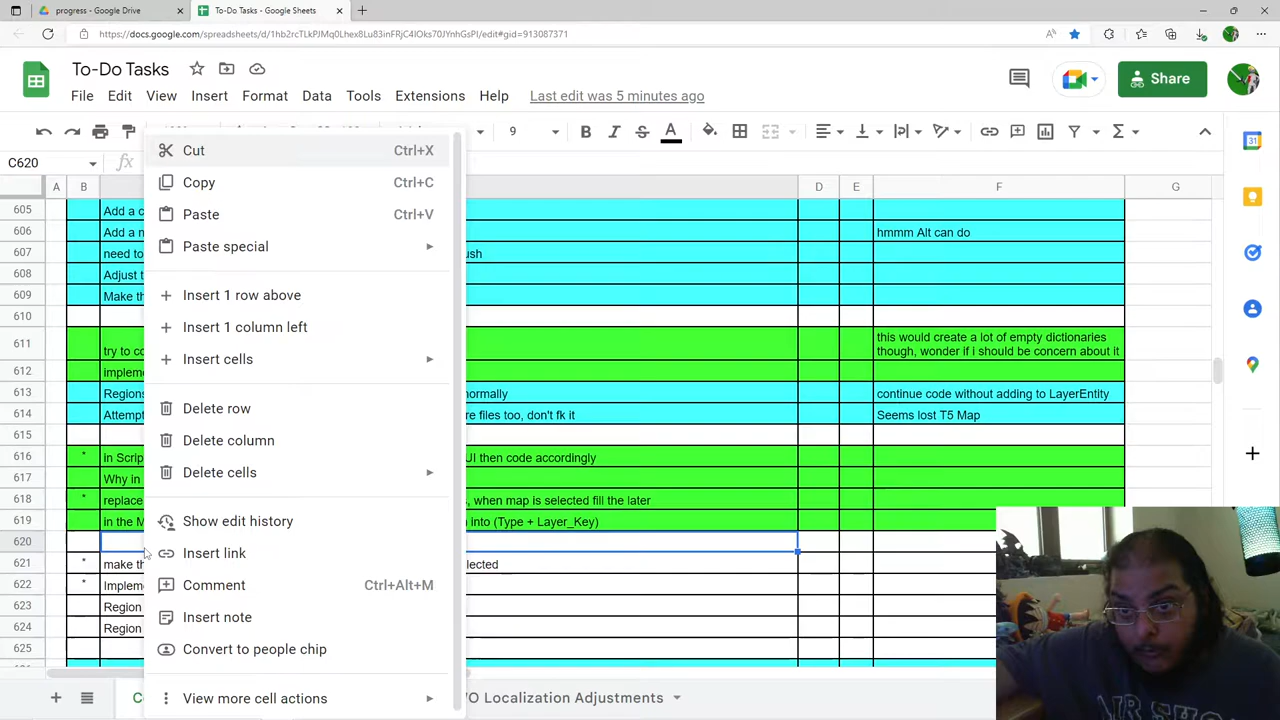 progress - Google Drive
To-Do Tasks - Google Sheets
https://docs.google.com/spreadsheets/d/1hb2rcTLkPJMq0Lhex8Lu83inFRjC4IOks70JYnhGsPI/edit#gid=913087371
To-Do Tasks
File Edit View Insert Format Data Tools Extensions Help Last edit was 5 minutes ago
Share
9
C620
A B D E F G
605 Add a c
606 Add a n hmmm Alt can do
607 need to ush
608 Adjust t
609 Make th
610
611 try to co this would create a lot of empty dictionaries
though, wonder if i should be concern about it
612 implem
613 Regions normally continue code without adding to LayerEntity
614 Attemp re files too, don't fk it Seems lost T5 Map
615
616 * in Scrip UI then code accordingly
617 Why in
618 * replace s, when map is selected fill the later
619 in the M into (Type + Layer_Key)
620
621 * make th lected
622 * Implem
623 Region
624 Region
625
Cut Ctrl+X
Copy Ctrl+C
Paste Ctrl+V
Paste special
Insert 1 row above
Insert 1 column left
Insert cells
Delete row
Delete column
Delete cells
Show edit history
Insert link
Comment Ctrl+Alt+M
Insert note
Convert to people chip
View more cell actions
O Localization Adjustments